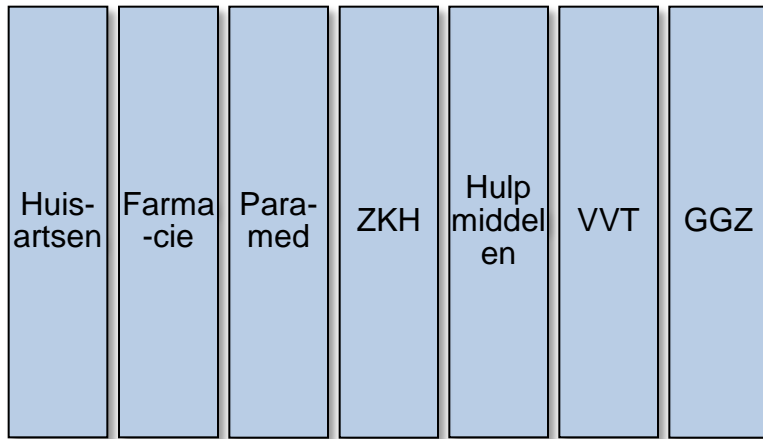 Huis-
artsen
Farma
-cie
Para-
med
ZKH
Hulp
middel
en
VVT
GGZ